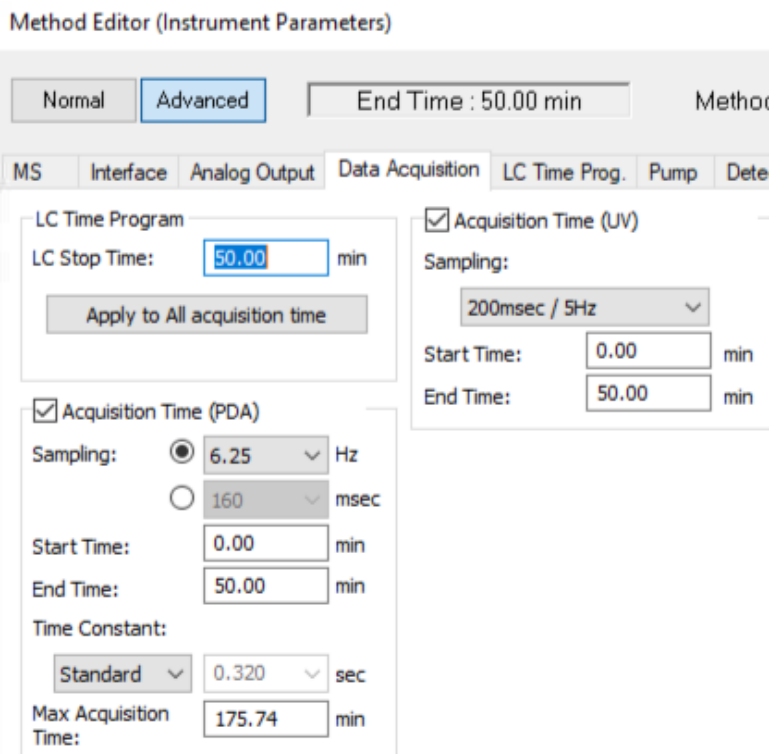 Method Editor (Instrument Parameters)
Normal Advanced End Time : 50.00 min
MS Interface Analog Output Data Acquisition LC Time Prog. Pump
LC Time Program
LC Stop Time: 50.00 min
Apply to All acquisition time
Acquisition Time (UV)
Sampling:
200msec / 5Hz
Start Time: 0.00 min
End Time: 50.00 min
Acquisition Time (PDA)
Sampling: 6.25 Hz
160 msec
Start Time: 0.00 min
End Time: 50.00 min
Time Constant:
Standard 0.320 sec
Max Acquisition
Time: 175.74 min